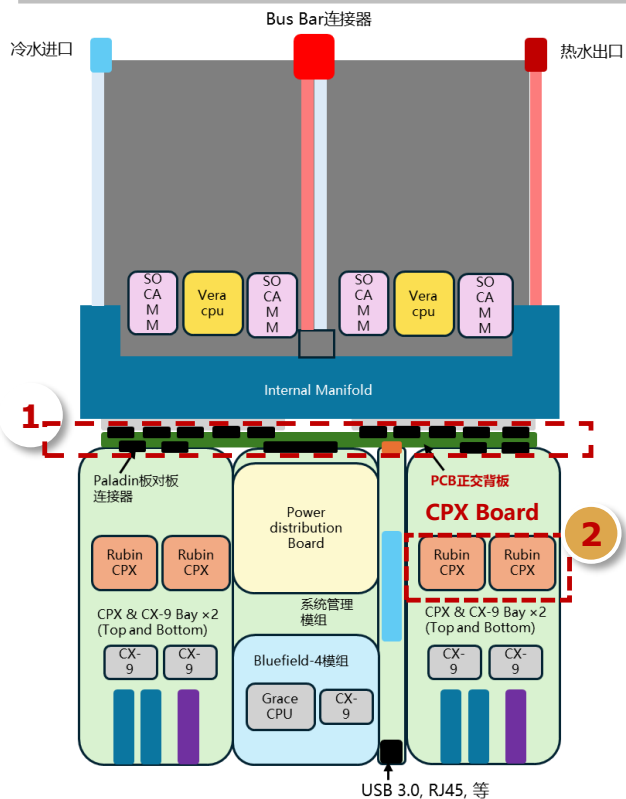 Bus Bar连接器
冷水进口
热水出口
SO
CA
M
M
Vera
cpu
SO
CA
M
M
SO
CA
M
M
Vera
cpu
SO
CA
M
M
Internal Manifold
1
Paladin板对板
连接器
PCB正交背板
CPX Board
2
Power
distribution
Board
Rubin
CPX
Rubin
CPX
Rubin
CPX
Rubin
CPX
系统管理
模组
CPX & CX-9 Bay ×2
(Top and Bottom)
CPX & CX-9 Bay ×2
(Top and Bottom)
CX-
9
CX-
9
Bluefield-4模组
Grace
CPU
CX-
9
CX-
9
CX-
9
USB 3.0, RJ45, 等